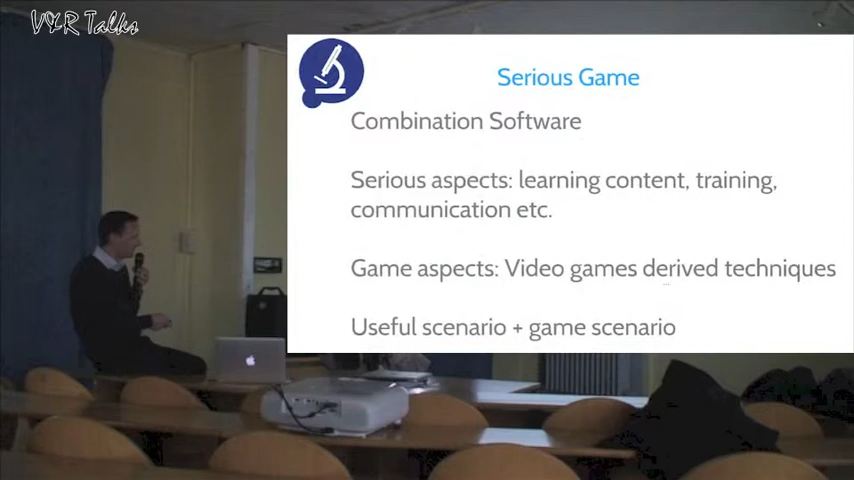 V&R Talks
Serious Game
Combination Software
Serious aspects: learning content, training,
communication etc.
Game aspects: Video games derived techniques
Useful scenario + game scenario